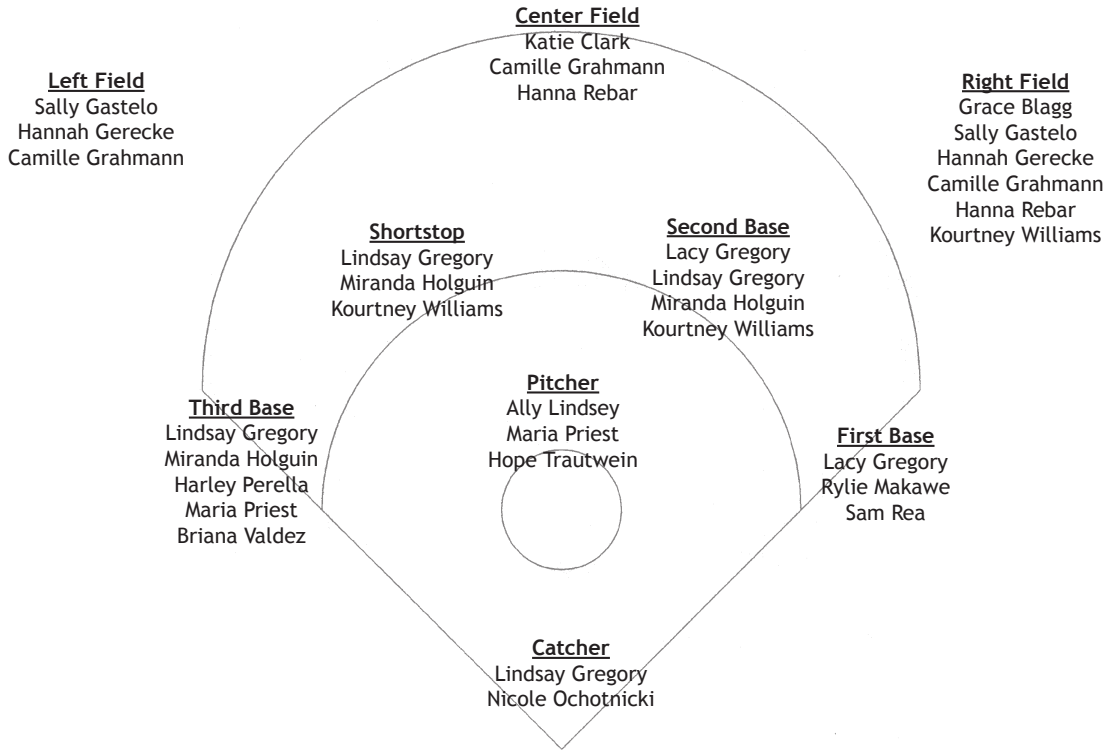 Center Field
Katie Clark
Camille Grahmann
Hanna Rebar
Left Field
Sally Gastelo
Hannah Gerecke
Camille Grahmann
Right Field
Grace Blagg
Sally Gastelo
Hannah Gerecke
Camille Grahmann
Hanna Rebar
Kourtney Williams
Shortstop
Lindsay Gregory
Miranda Holguin
Kourtney Williams
Second Base
Lacy Gregory
Lindsay Gregory
Miranda Holguin
Kourtney Williams
Third Base
Lindsay Gregory
Miranda Holguin
Harley Perella
Maria Priest
Briana Valdez
Pitcher
Ally Lindsey
Maria Priest
Hope Trautwein
First Base
Lacy Gregory
Rylie Makawe
Sam Rea
Catcher
Lindsay Gregory
Nicole Ochotnicki